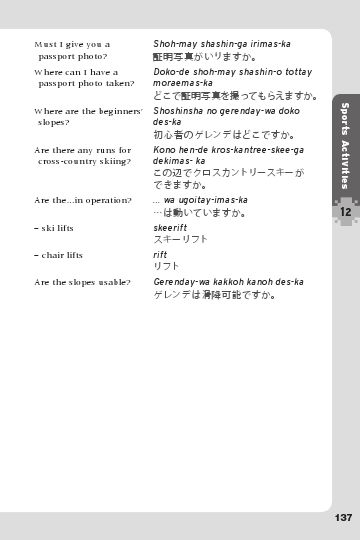 Must I give you a
passport photo?
Shoh-may shashin-ga irimas-ka
証明写真がいりますか。
Where can I have a
passport photo taken?
Doko-de shoh-may shashin-o tottay
moraemas-ka
どこで証明写真を撮ってもらえますか。
Where are the beginners'
slopes?
Shoshinsha no gerenday-wa doko
des-ka
初心者のゲレンデはどこですか。
Are there any runs for
cross-country skiing?
Kono hen-de kros-kantree-skee-ga
dekimas- ka
この辺でクロスカントリースキーが
できますか。
Are the...in operation?
... wa ugoitay-imas-ka
…は動いていますか。
– ski lifts
skeerift
スキーリフト
– chair lifts
rift
リフト
Are the slopes usable?
Gerenday-wa kakkoh kanoh des-ka
ゲレンデは滑降可能ですか。
Sports Activities
12
137